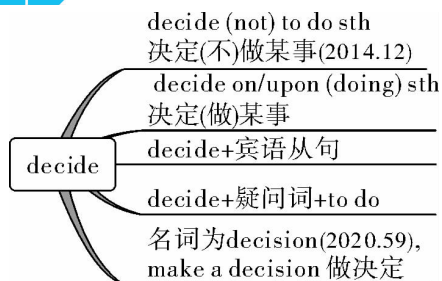 decide (not) to do sth
决定(不)做某事(2014.12)
decide on/upon (doing) sth
决定(做)某事
decide
decide+宾语从句
decide+疑问词+to do
名词为decision(2020.59),
make a decision 做决定